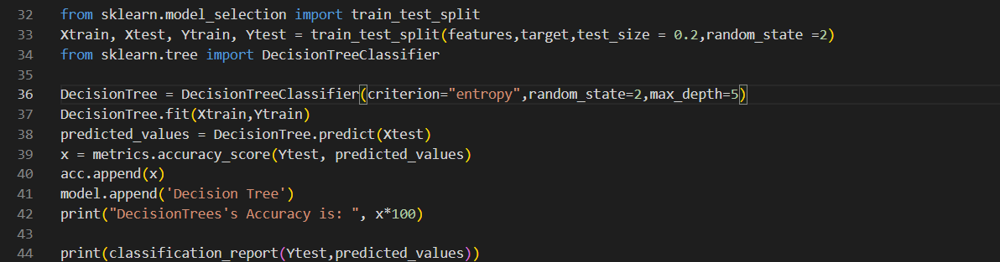 32 from sklearn.model_selection import train_test_split
33 Xtrain, Xtest, Ytrain, Ytest = train_test_split(features,target,test_size = 0.2,random_state =2)
34 from sklearn.tree import DecisionTreeClassifier
35
36 DecisionTree = DecisionTreeClassifier(criterion="entropy",random_state=2,max_depth=5)
37 DecisionTree.fit(Xtrain,Ytrain)
38 predicted_values = DecisionTree.predict(Xtest)
39 x = metrics.accuracy_score(Ytest, predicted_values)
40 acc.append(x)
41 model.append('Decision Tree')
42 print("DecisionTrees's Accuracy is: ", x*100)
43
44 print(classification_report(Ytest,predicted_values))